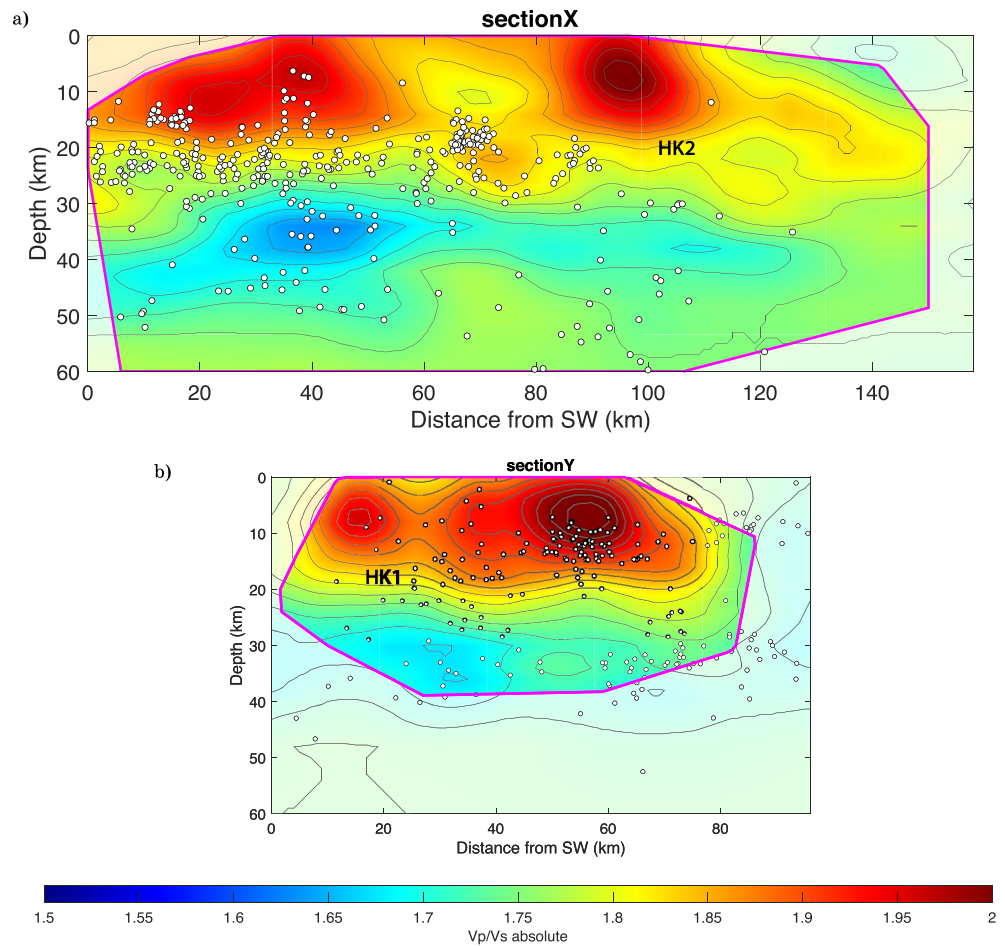 a)
sectionX
0
10
20
30
40
50
60
Depth (km)
HK2
0 20 40 60 80 100 120 140
Distance from SW (km)
b)
sectionY
0
10
20
30
40
50
60
Depth (km)
HK1
0 20 40 60 80
Distance from SW (km)
1.5 1.55 1.6 1.65 1.7 1.75 1.8 1.85 1.9 1.95 2
Vp/Vs absolute